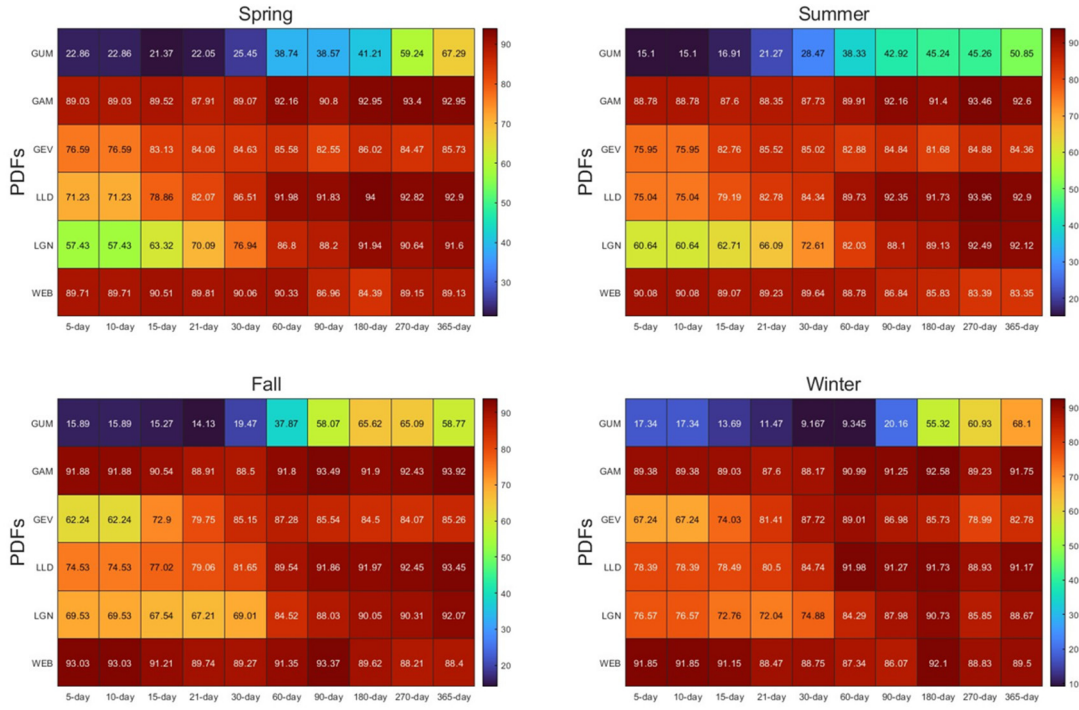 Spring
PDFs
GUM 22.86 22.86 21.37 22.05 25.45 38.74 38.57 41.21 59.24 67.29
GAM 89.03 89.03 89.52 87.91 89.07 92.16 90.8 92.95 93.4 92.95
GEV 76.59 76.59 83.13 84.06 84.63 85.58 82.55 86.02 84.47 85.73
LLD 71.23 71.23 78.86 82.07 86.51 91.98 91.83 94 92.82 92.9
LGN 57.43 57.43 63.32 70.09 76.94 86.8 88.2 91.94 90.64 91.6
WEB 89.71 89.71 90.51 89.81 90.06 90.33 86.96 84.39 89.15 89.13
5-day 10-day 15-day 21-day 30-day 60-day 90-day 180-day 270-day 365-day
90
80
70
60
50
40
30
Summer
PDFs
GUM 15.1 15.1 16.91 21.27 28.47 38.33 42.92 45.24 45.26 50.85
GAM 88.78 88.78 87.6 88.35 87.73 89.91 92.16 91.4 93.46 92.6
GEV 75.95 75.95 82.76 85.52 85.02 82.88 84.84 81.68 84.88 84.36
LLD 75.04 75.04 79.19 82.78 84.34 89.73 92.35 91.73 93.96 92.9
LGN 60.64 60.64 62.71 66.09 72.61 82.03 88.1 89.13 92.49 92.12
WEB 90.08 90.08 89.07 89.23 89.64 88.78 86.84 85.83 83.39 83.35
5-day 10-day 15-day 21-day 30-day 60-day 90-day 180-day 270-day 365-day
90
80
70
60
50
40
30
20
Fall
PDFs
GUM 15.89 15.89 15.27 14.13 19.47 37.87 58.07 65.62 65.09 58.77
GAM 91.88 91.88 90.54 88.91 88.5 91.8 93.49 91.9 92.43 93.92
GEV 62.24 62.24 72.9 79.75 85.15 87.28 85.54 84.5 84.07 85.26
LLD 74.53 74.53 77.02 79.06 81.65 89.54 91.86 91.97 92.45 93.45
LGN 69.53 69.53 67.54 67.21 69.01 84.52 88.03 90.05 90.31 92.07
WEB 93.03 93.03 91.21 89.74 89.27 91.35 93.37 89.62 88.21 88.4
5-day 10-day 15-day 21-day 30-day 60-day 90-day 180-day 270-day 365-day
90
80
70
60
50
40
30
20
Winter
PDFs
GUM 17.34 17.34 13.69 11.47 9.167 9.345 20.16 55.32 60.93 68.1
GAM 89.38 89.38 89.03 87.6 88.17 90.99 91.25 92.58 89.23 91.75
GEV 67.24 67.24 74.03 81.41 87.72 89.01 86.98 85.73 78.99 82.78
LLD 78.39 78.39 78.49 80.5 84.74 91.98 91.27 91.73 88.93 91.17
LGN 76.57 76.57 72.76 72.04 74.88 84.29 87.98 90.73 85.85 88.67
WEB 91.85 91.85 91.15 88.47 88.75 87.34 86.07 92.1 88.83 89.5
5-day 10-day 15-day 21-day 30-day 60-day 90-day 180-day 270-day 365-day
90
80
70
60
50
40
30
20
10